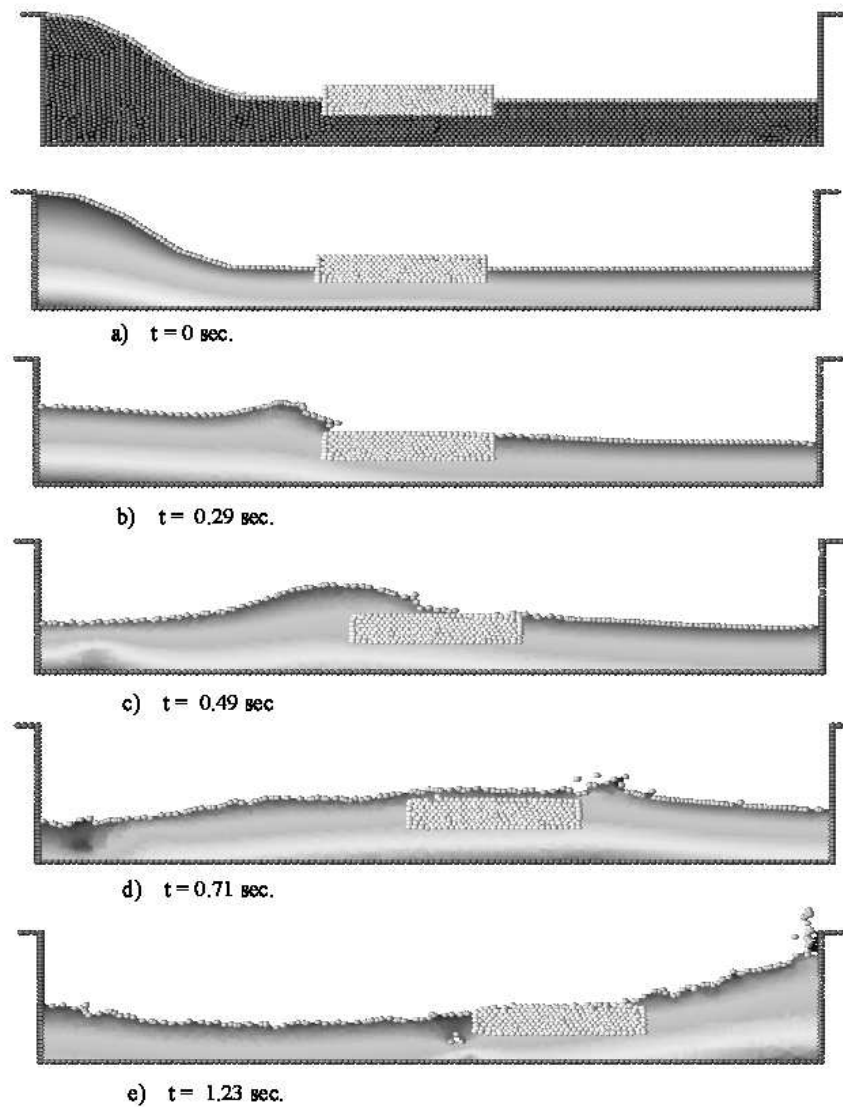 a) t = 0 sec.
b) t = 0.29 sec.
c) t = 0.49 sec
d) t = 0.71 sec.
e) t = 1.23 sec.